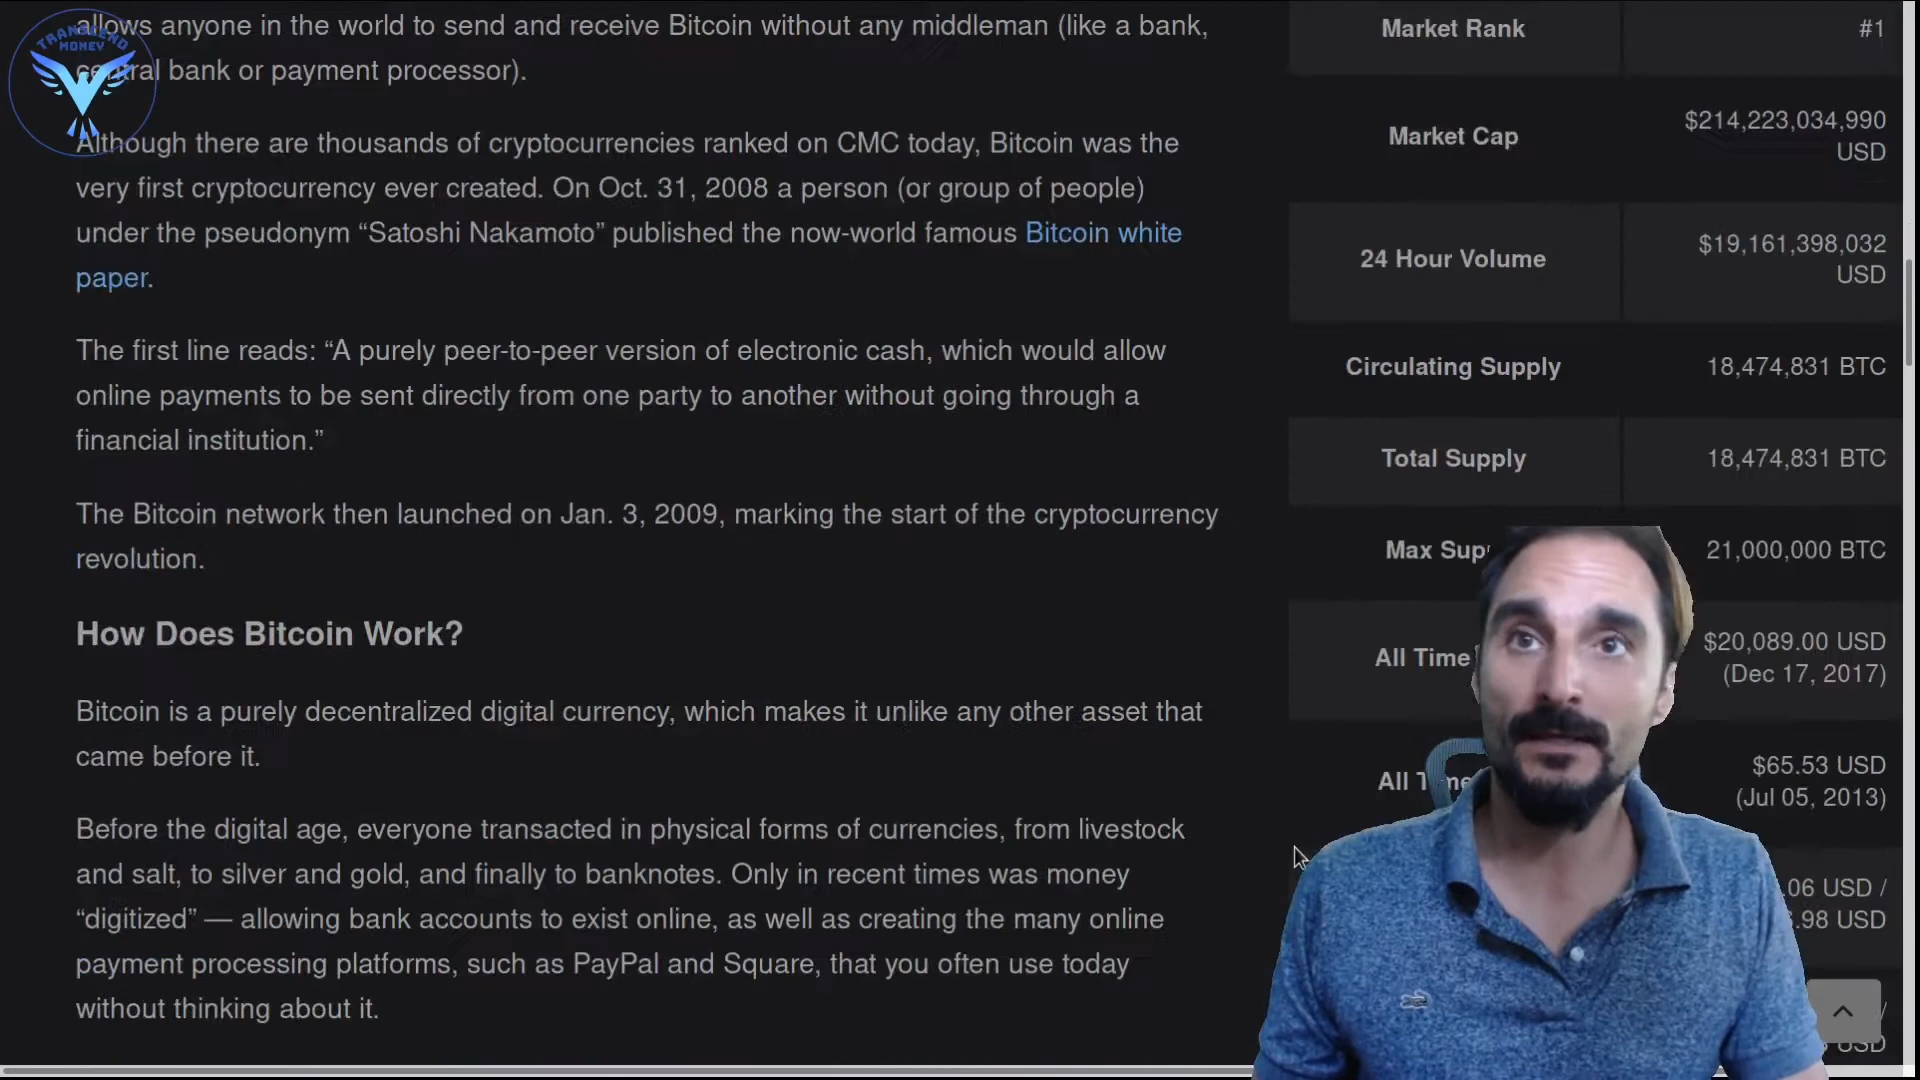 TRANSCEND
MONEY
allows anyone in the world to send and receive Bitcoin without any middleman (like a bank,
central bank or payment processor).
Although there are thousands of cryptocurrencies ranked on CMC today, Bitcoin was the
very first cryptocurrency ever created. On Oct. 31, 2008 a person (or group of people)
under the pseudonym “Satoshi Nakamoto” published the now-world famous Bitcoin white
paper.
The first line reads: “A purely peer-to-peer version of electronic cash, which would allow
online payments to be sent directly from one party to another without going through a
financial institution.”
The Bitcoin network then launched on Jan. 3, 2009, marking the start of the cryptocurrency
revolution.
How Does Bitcoin Work?
Bitcoin is a purely decentralized digital currency, which makes it unlike any other asset that
came before it.
Before the digital age, everyone transacted in physical forms of currencies, from livestock
and salt, to silver and gold, and finally to banknotes. Only in recent times was money
“digitized” — allowing bank accounts to exist online, as well as creating the many online
payment processing platforms, such as PayPal and Square, that you often use today
without thinking about it.
Market Rank #1
Market Cap $214,223,034,990
USD
24 Hour Volume $19,161,398,032
USD
Circulating Supply 18,474,831 BTC
Total Supply 18,474,831 BTC
Max Sup 21,000,000 BTC
All Time $20,089.00 USD
(Dec 17, 2017)
All Time $65.53 USD
(Jul 05, 2013)
.06 USD /
.98 USD
/
USD